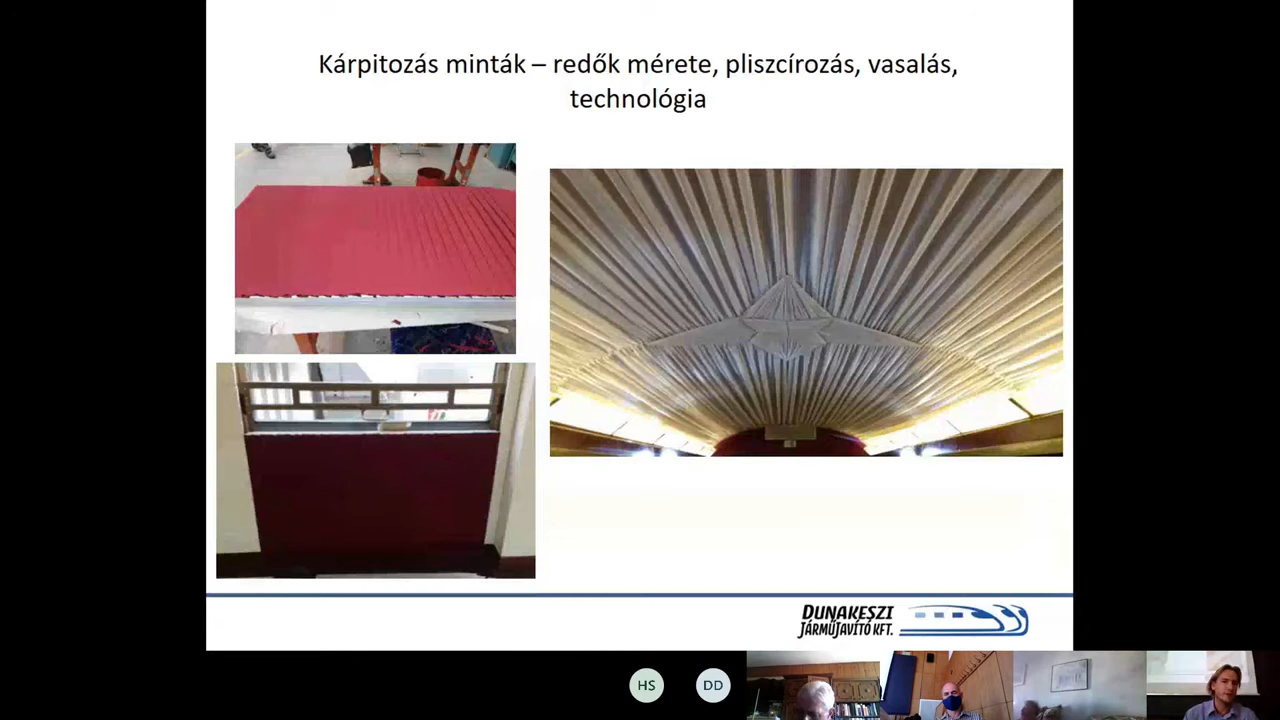 Kárpitozás minták – redők mérete, pliszcírozás, vasalás,
technológia
DUNAKESZI
JÁRMŰJAVÍTÓ KFT.
HS
DD